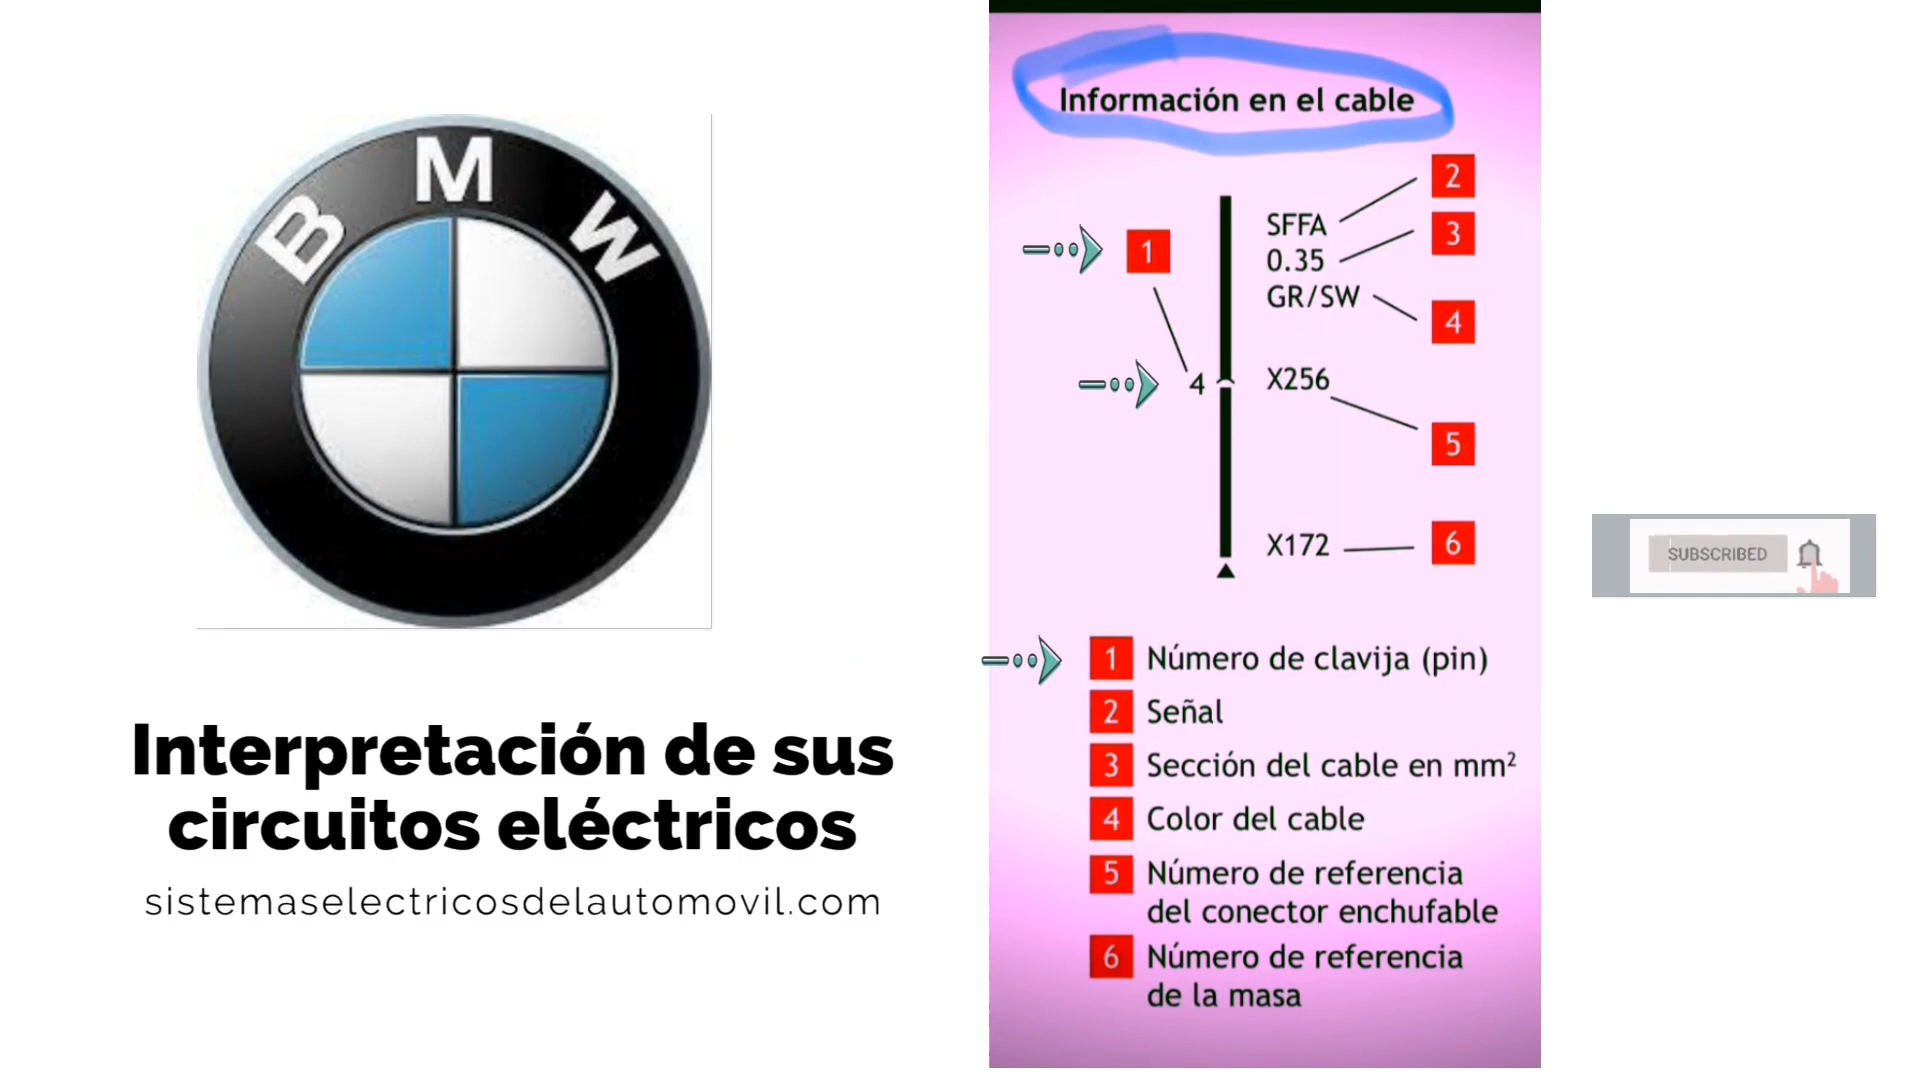 BMW
Interpretación de sus
circuitos eléctricos
sistemaselectricosdelautomovil.com
Información en el cable
2
SFFA
3
1
0.35
GR/SW
4
4
X256
5
X172
6
1 Número de clavija (pin)
2 Señal
3 Sección del cable en mm²
4 Color del cable
5 Número de referencia
del conector enchufable
6 Número de referencia
de la masa
SUBSCRIBED